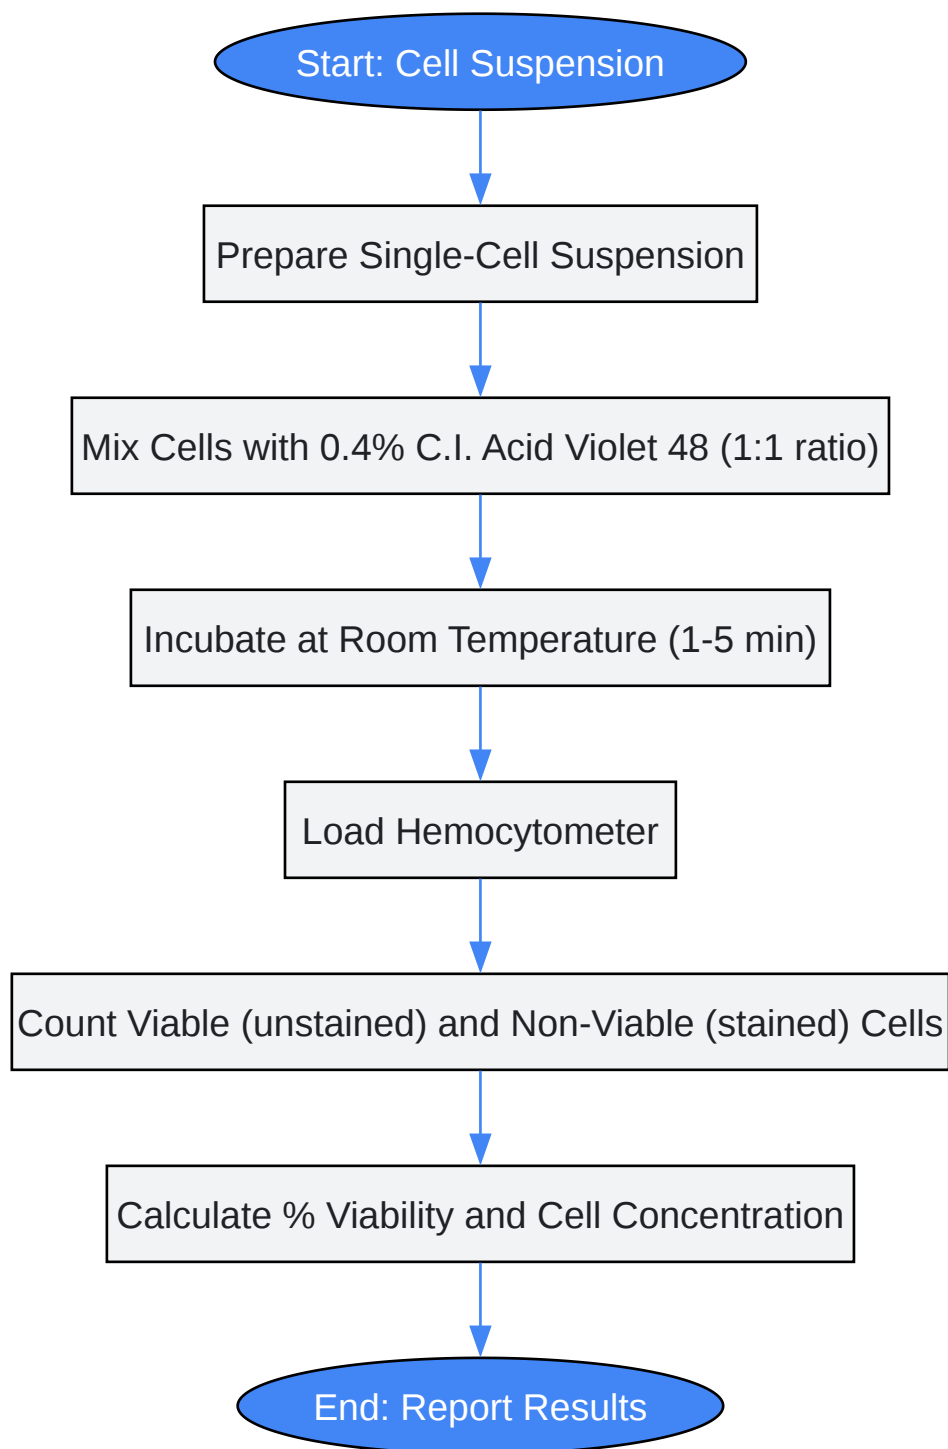 Start: Cell Suspension
Prepare Single-Cell Suspension
Mix Cells with 0.4% C.I. Acid Violet 48 (1:1 ratio)
Incubate at Room Temperature (1-5 min)
Load Hemocytometer
Count Viable (unstained) and Non-Viable (stained) Cells
Calculate % Viability and Cell Concentration
End: Report Results